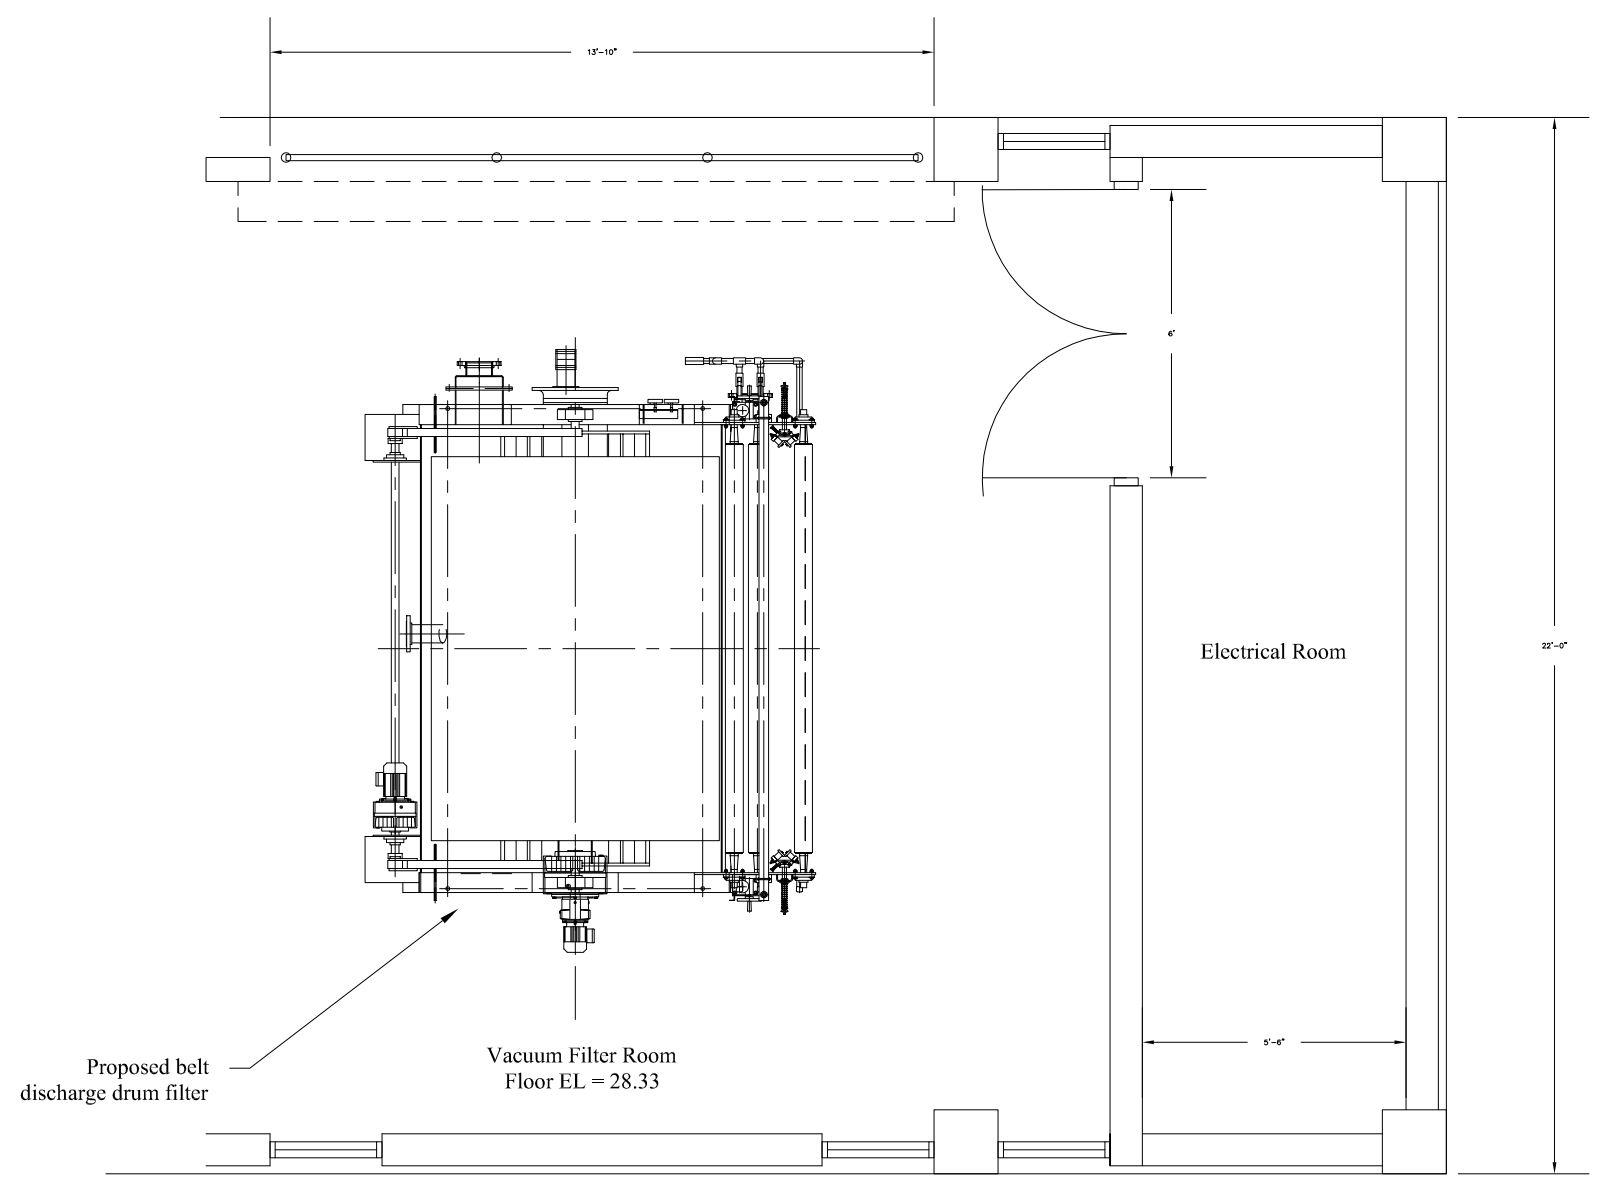 13'-10"
6'
Electrical Room
22'-0"
5'-6"
Vacuum Filter Room
Floor EL = 28.33
Proposed belt
discharge drum filter